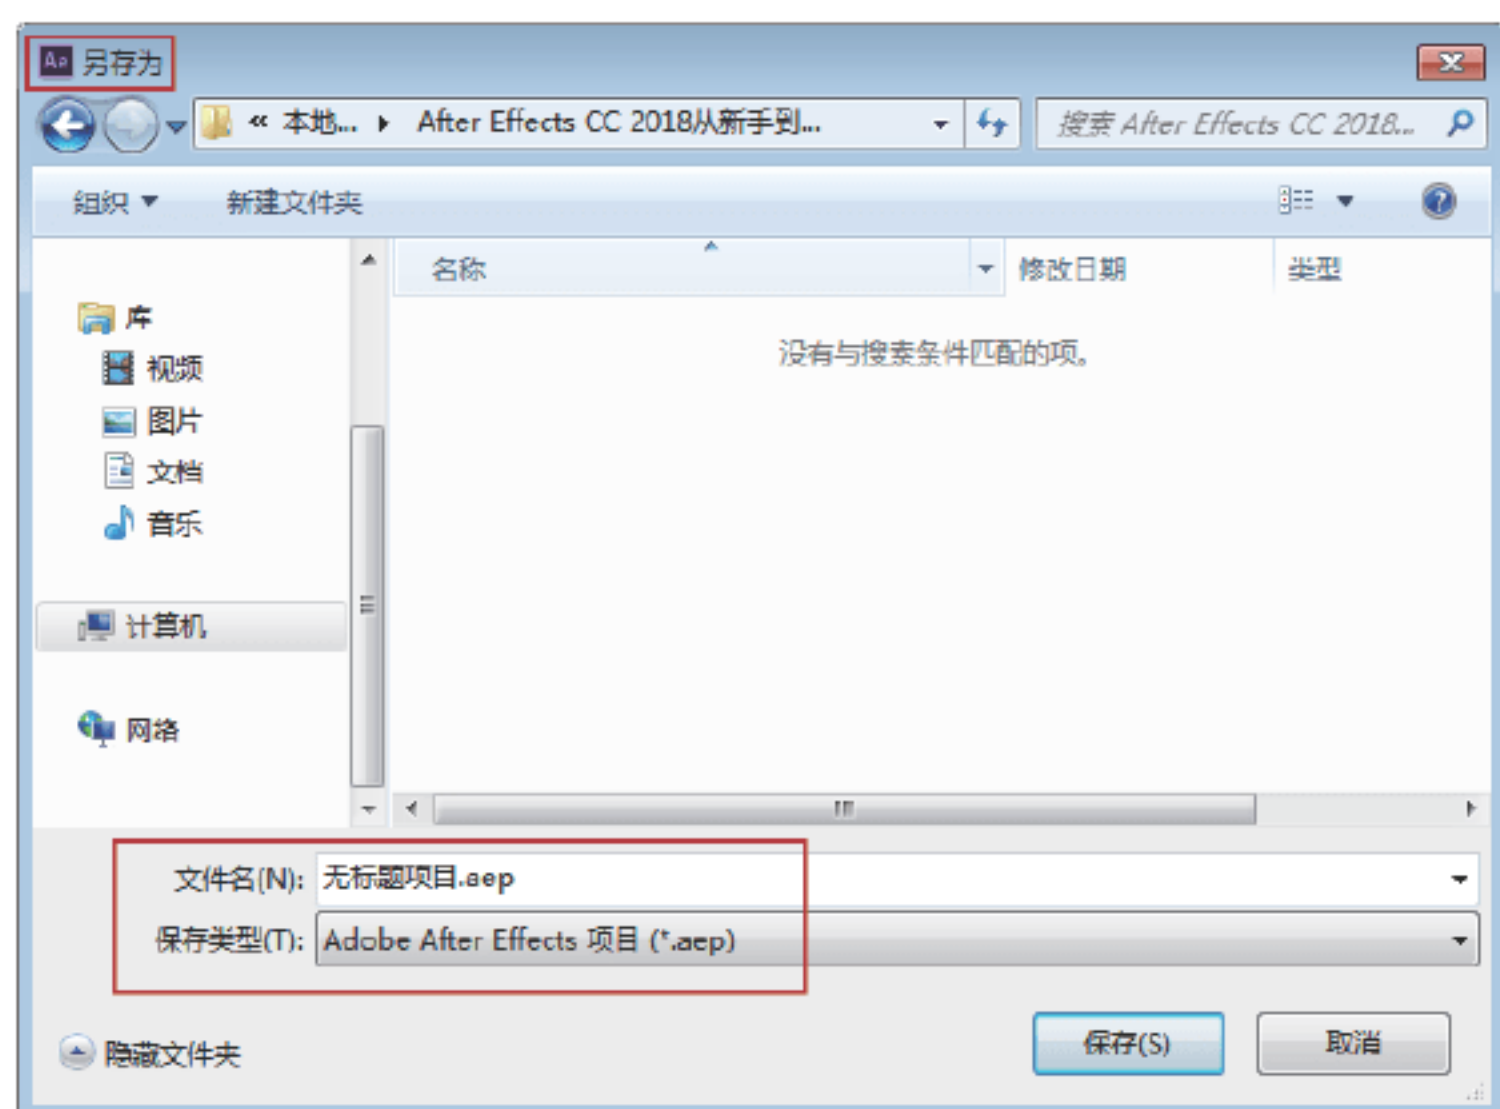 Ae 另存为
« 本地... ▸ After Effects CC 2018从新手到... 搜索 After Effects CC 2018...
组织 ▼ 新建文件夹
名称 修改日期 类型
没有与搜索条件匹配的项。
库
视频
图片
文档
音乐
计算机
网络
文件名(N): 无标题项目.aep
保存类型(T): Adobe After Effects 项目 (*.aep)
隐藏文件夹 保存(S) 取消